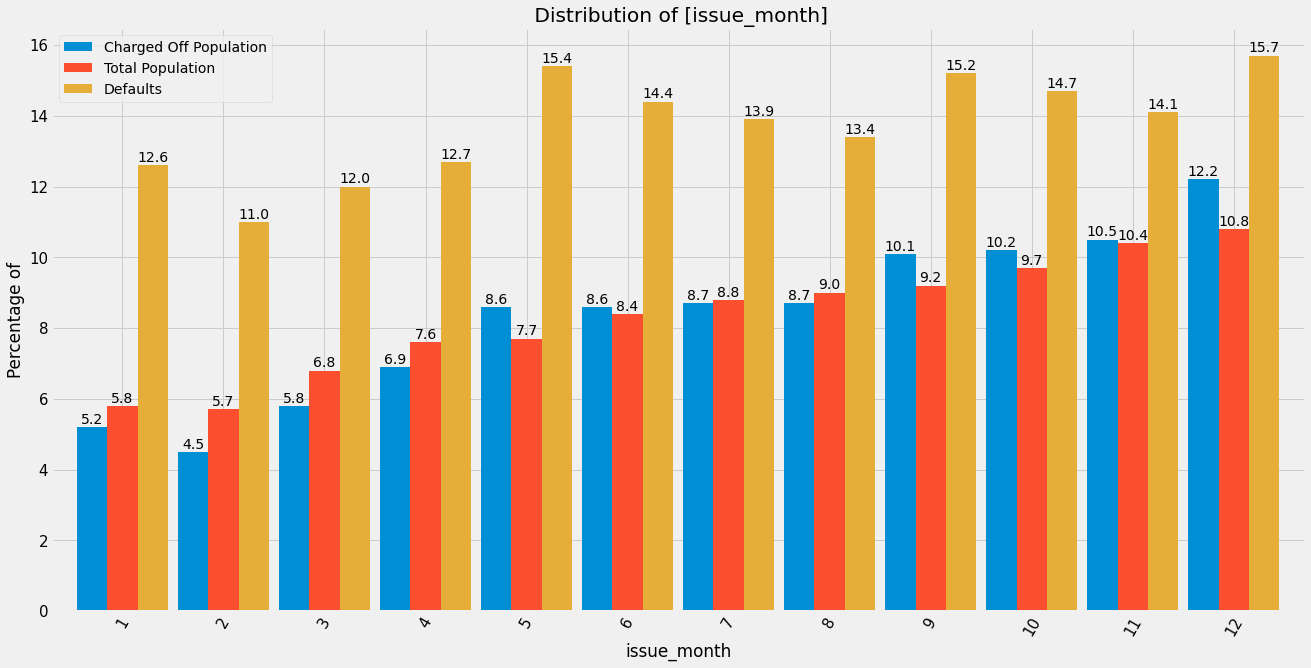 Distribution of [issue_month]
Charged Off Population
Total Population
Defaults
Percentage of
16
14
12
10
8
6
4
2
0
5.2 5.8 12.6
4.5 5.7 11.0
5.8 6.8 12.0
6.9 7.6 12.7
8.6 7.7 15.4
8.6 8.4 14.4
8.7 8.8 13.9
8.7 9.0 13.4
10.1 9.2 15.2
10.2 9.7 14.7
10.5 10.4 14.1
12.2 10.8 15.7
1 2 3 4 5 6 7 8 9 10 11 12
issue_month